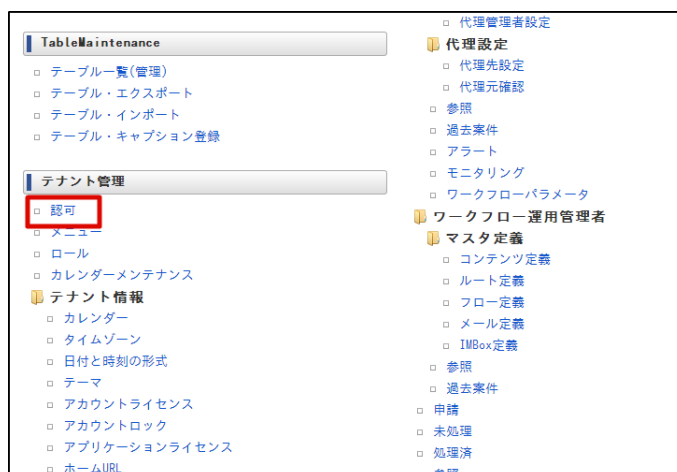 TableMaintenance
テーブル一覧(管理)
テーブル・エクスポート
テーブル・インポート
テーブル・キャプション登録
テナント管理
認可
メニュー
ロール
カレンダーメンテナンス
テナント情報
カレンダー
タイムゾーン
日付と時刻の形式
テーマ
アカウントライセンス
アカウントロック
アプリケーションライセンス
ホームURL
代理管理者設定
代理設定
代理先設定
代理元確認
参照
過去案件
アラート
モニタリング
ワークフローパラメータ
ワークフロー運用管理者
マスタ定義
コンテンツ定義
ルート定義
フロー定義
メール定義
IMBox定義
参照
過去案件
申請
未処理
処理済